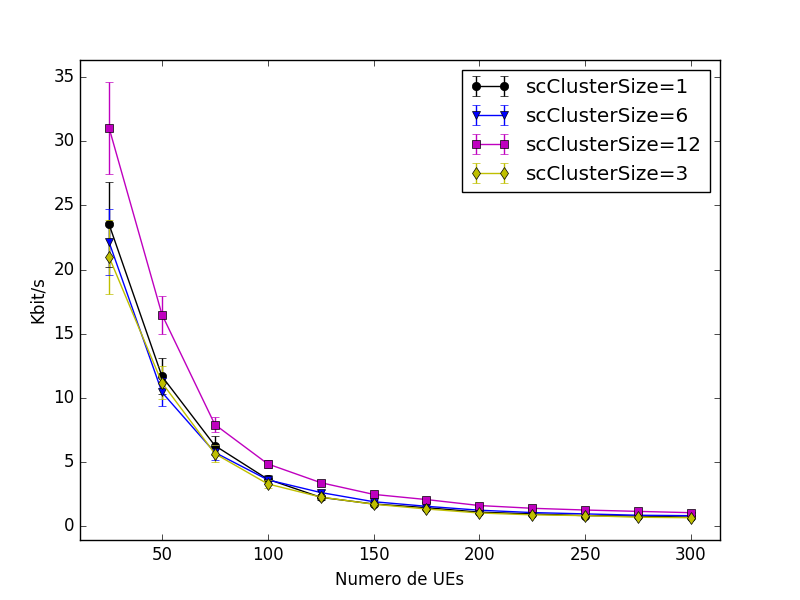 35
30
25
20
15
10
5
0
Kbit/s
50
100
150
200
250
300
Numero de UEs
scClusterSize=1
scClusterSize=6
scClusterSize=12
scClusterSize=3